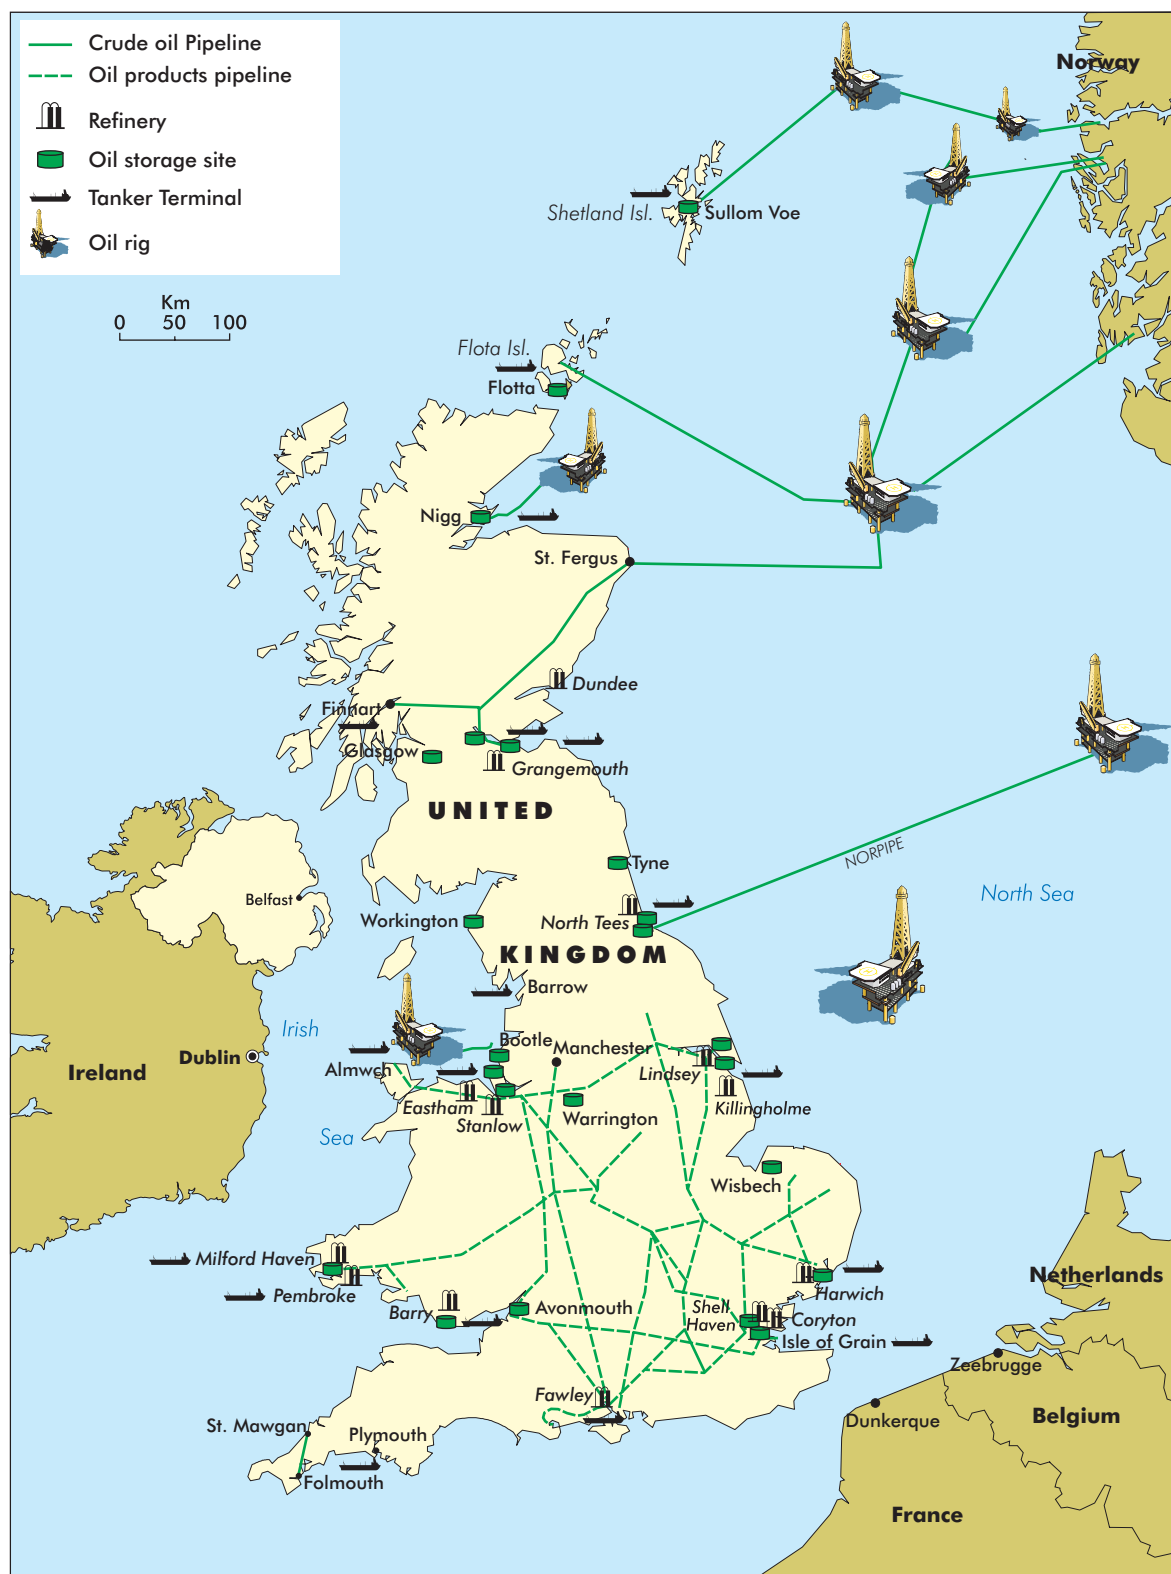 Crude oil Pipeline
Oil products pipeline
Refinery
Oil storage site
Tanker Terminal
Oil rig
Km
0 50 100
Norway
Shetland Isl.
Sullom Voe
Flota Isl.
Flotta
Nigg
St. Fergus
Dundee
Finnart
Glasgow
Grangemouth
UNITED
NORPIPE
Tyne
Belfast
Workington
North Tees
North Sea
KINGDOM
Barrow
Irish
Bootle
Dublin
Manchester
Almwch
Lindsey
Ireland
Eastham
Killingholme
Stanlow
Warrington
Sea
Wisbech
Milford Haven
Netherlands
Pembroke
Harwich
Barry
Avonmouth
Shell
Haven
Coryton
Isle of Grain
Zeebrugge
Fawley
Dunkerque
Belgium
St. Mawgan
Plymouth
Folmouth
France